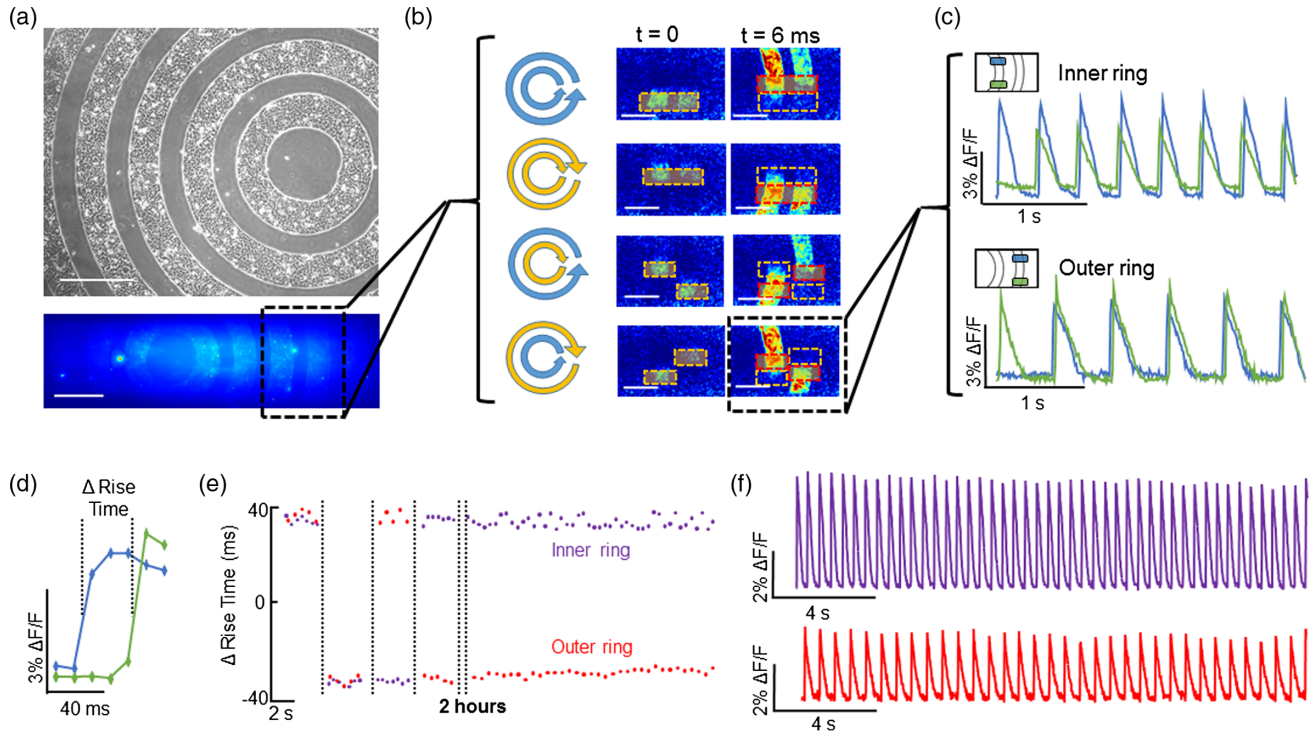 (a)
(b)
t = 0
t = 6 ms
(c)
Inner ring
3% ΔF/F
1 s
Outer ring
3% ΔF/F
1 s
(d)
Δ Rise
Time
3% ΔF/F
40 ms
(e)
Δ Rise Time (ms)
40
0
-40
2 s
Inner ring
Outer ring
2 hours
(f)
2% ΔF/F
4 s
2% ΔF/F
4 s